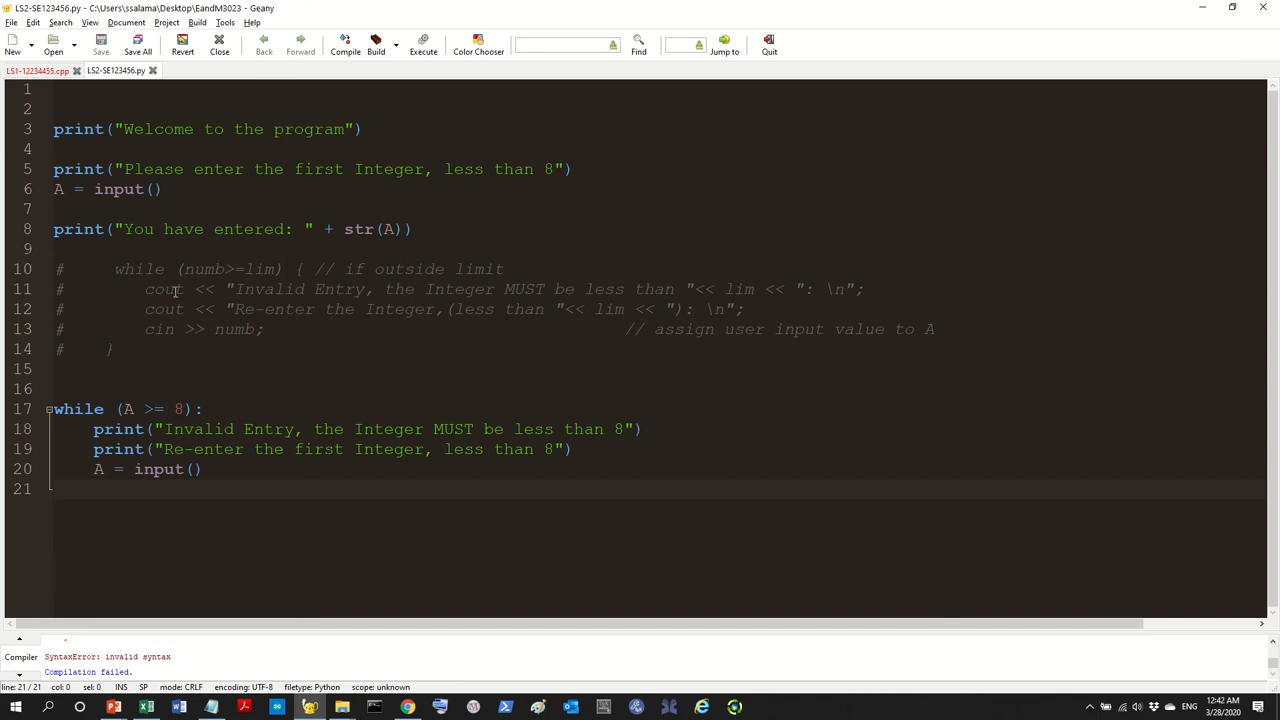 LS2-SE123456.py - C:\Users\ssalama\Desktop\EandM3023 - Geany
File Edit Search View Document Project Build Tools Help
New Open Save Save All Revert Close Back Forward Compile Build Execute Color Chooser Find Jump to Quit
LS1-12234455.cpp LS2-SE123456.py
1
2
3 print("Welcome to the program")
4
5 print("Please enter the first Integer, less than 8")
6 A = input()
7
8 print("You have entered: " + str(A))
9
10 # while (numb>=lim) { // if outside limit
11 # cout << "Invalid Entry, the Integer MUST be less than "<< lim << ": \n";
12 # cout << "Re-enter the Integer,(less than "<< lim << "): \n";
13 # cin >> numb; // assign user input value to A
14 # }
15
16
17 while (A >= 8):
18 print("Invalid Entry, the Integer MUST be less than 8")
19 print("Re-enter the first Integer, less than 8")
20 A = input()
21
^
Compiler SyntaxError: invalid syntax
Compilation failed.
line: 21 / 21 col: 0 sel: 0 INS SP mode: CRLF encoding: UTF-8 filetype: Python scope: unknown
ENG 12:42 AM
3/28/2020